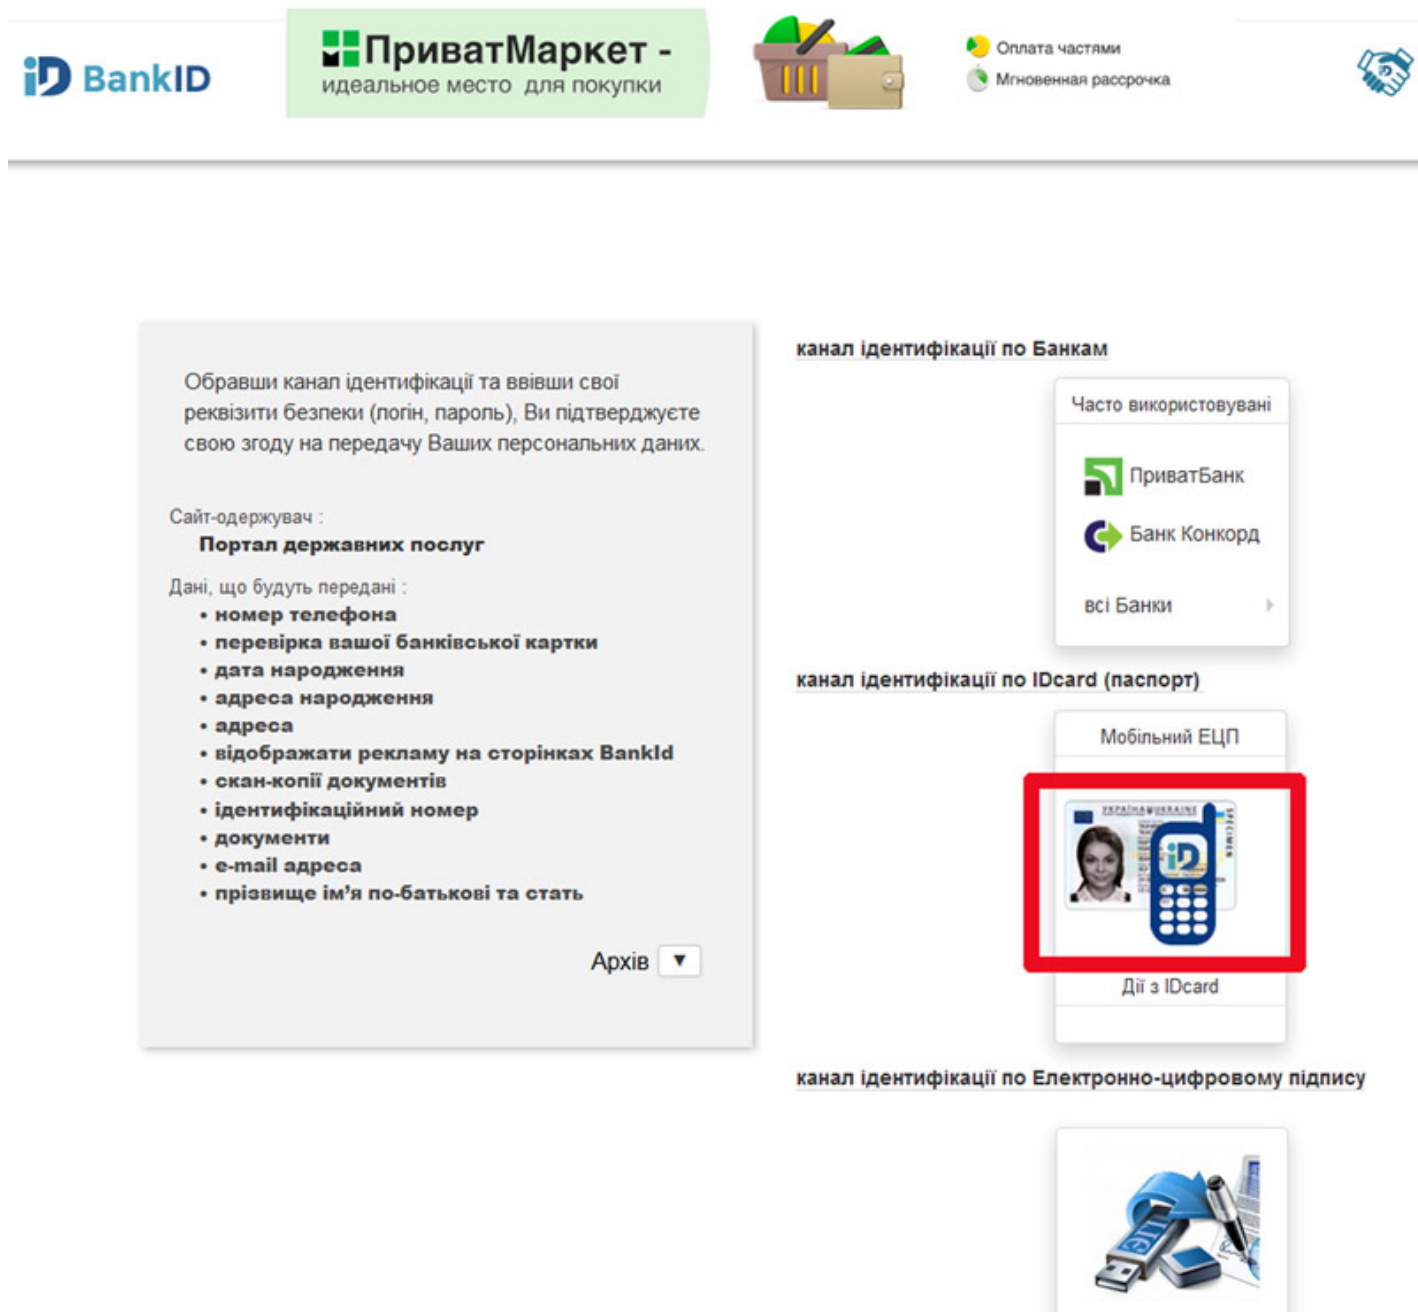 iD BankID
ПриватМаркет -
идеальное место для покупки
Оплата частями
Мгновенная рассрочка
Обравши канал ідентифікації та ввівши свої
реквізити безпеки (логін, пароль), Ви підтверджуєте
свою згоду на передачу Ваших персональних даних.
Сайт-одержувач :
Портал державних послуг
Дані, що будуть передані :
• номер телефона
• перевірка вашої банківської картки
• дата народження
• адреса народження
• адреса
• відображати рекламу на сторінках BankId
• скан-копії документів
• ідентифікаційний номер
• документи
• e-mail адреса
• прізвище ім'я по-батькові та стать
Архів ▼
канал ідентифікації по Банкам
Часто використовувані
ПриватБанк
Банк Конкорд
всі Банки
канал ідентифікації по IDcard (паспорт)
Мобільний ЕЦП
УКРАЇНА UKRAINE
SPECIMEN
iD
Дії з IDcard
канал ідентифікації по Електронно-цифровому підпису